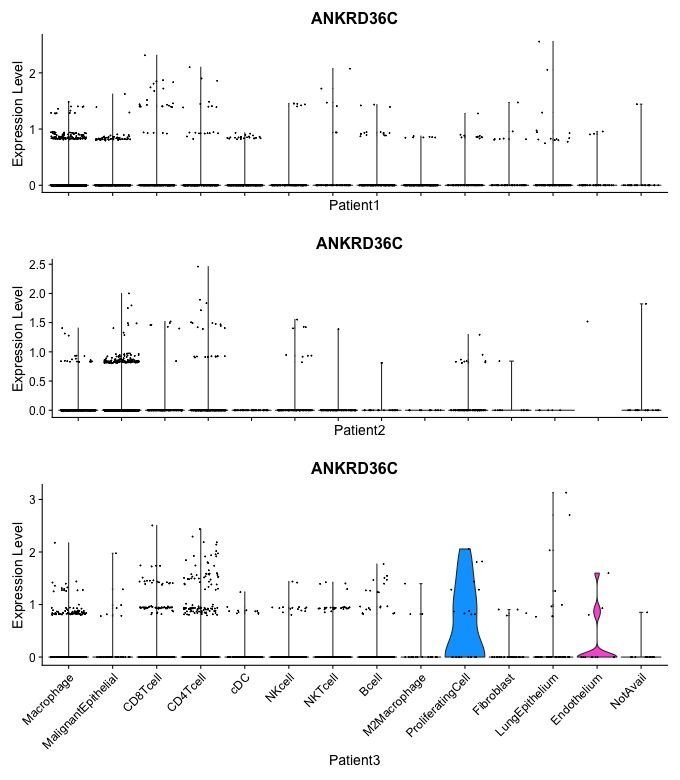 ANKRD36C
Expression Level
2
1
0
Patient1
ANKRD36C
Expression Level
2.5
2.0
1.5
1.0
0.5
0.0
Patient2
ANKRD36C
Expression Level
3
2
1
0
Macrophage
MalignantEpithelial
CD8Tcell
CD4Tcell
cDC
NKcell
NKTcell
Bcell
M2Macrophage
ProliferatingCell
Fibroblast
LungEpithelium
Endothelium
NotAvail
Patient3